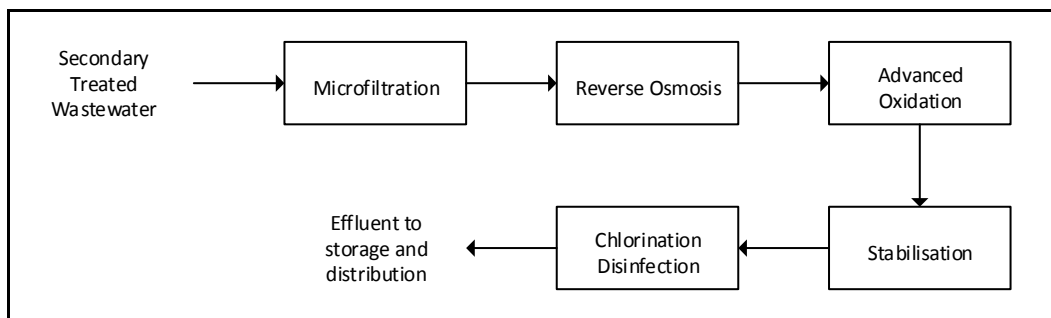 Secondary
Treated
Wastewater
Microfiltration
Reverse Osmosis
Advanced
Oxidation
Stabilisation
Chlorination
Disinfection
Effluent to
storage and
distribution